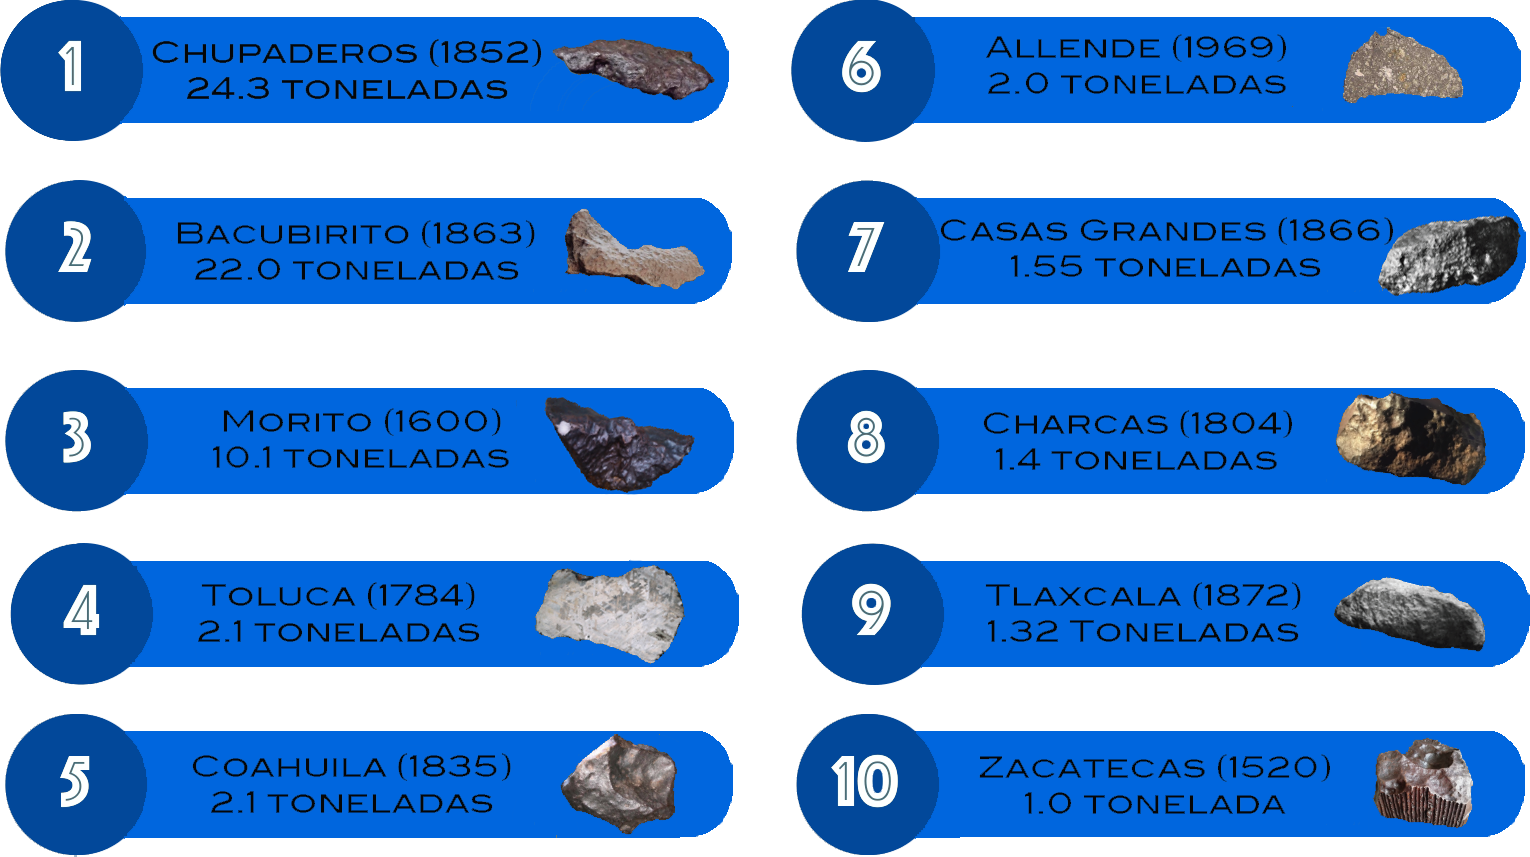 1
Chupaderos (1852)
24.3 toneladas
2
Bacubirito (1863)
22.0 toneladas
3
Morito (1600)
10.1 toneladas
4
Toluca (1784)
2.1 toneladas
5
Coahuila (1835)
2.1 toneladas
6
Allende (1969)
2.0 toneladas
7
Casas Grandes (1866)
1.55 toneladas
8
Charcas (1804)
1.4 toneladas
9
Tlaxcala (1872)
1.32 Toneladas
10
Zacatecas (1520)
1.0 tonelada